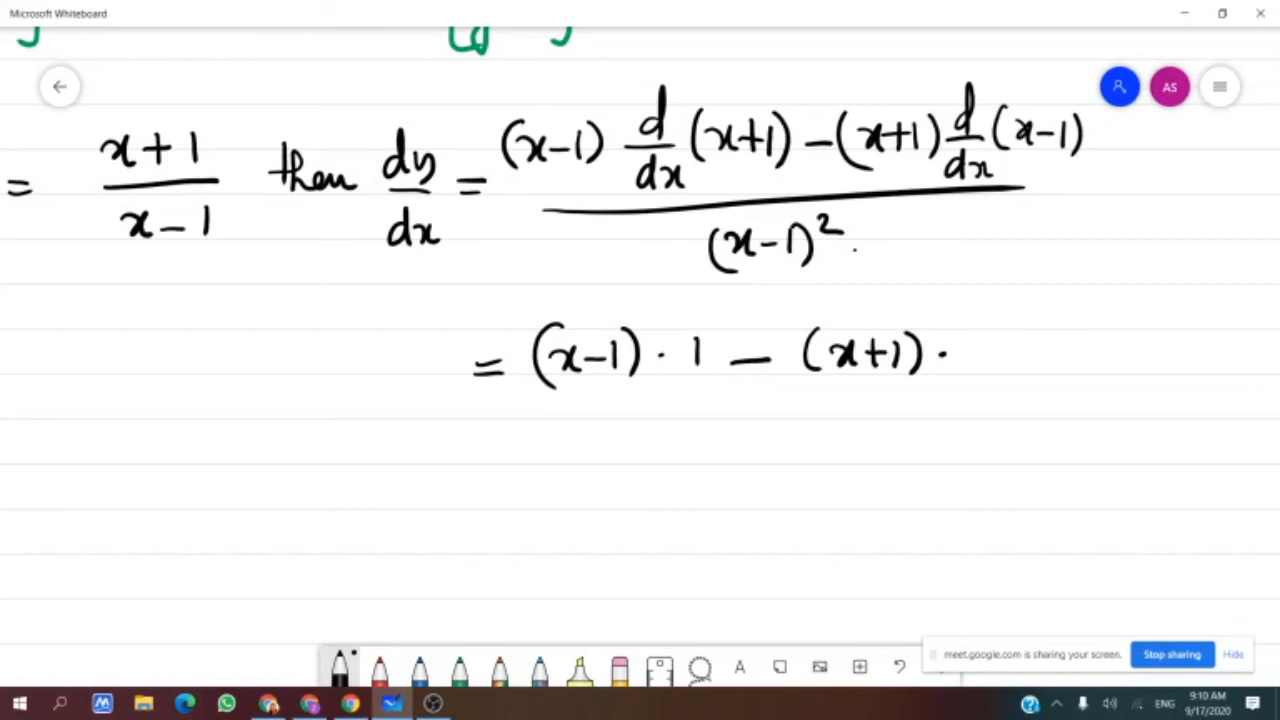 Microsoft Whiteboard
AS
= x+1 / x-1 then dy/dx = (x-1) d/dx (x+1) - (x+1) d/dx (x-1) / (x-1)² .
= (x-1) · 1 - (x+1) ·
A
meet.google.com is sharing your screen.
Stop sharing
Hide
ENG
9:10 AM
9/17/2020